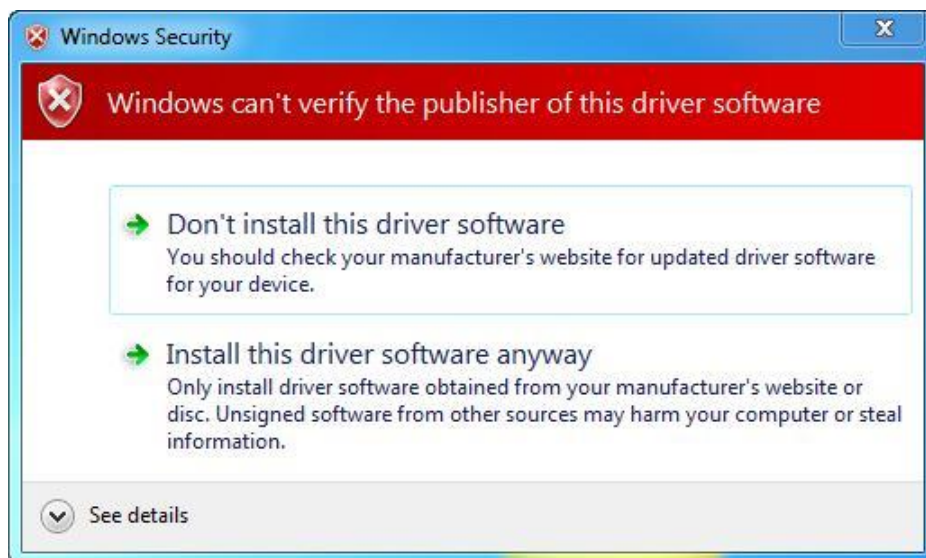 Windows Security
Windows can't verify the publisher of this driver software
Don't install this driver software
You should check your manufacturer's website for updated driver software
for your device.
Install this driver software anyway
Only install driver software obtained from your manufacturer's website or
disc. Unsigned software from other sources may harm your computer or steal
information.
See details